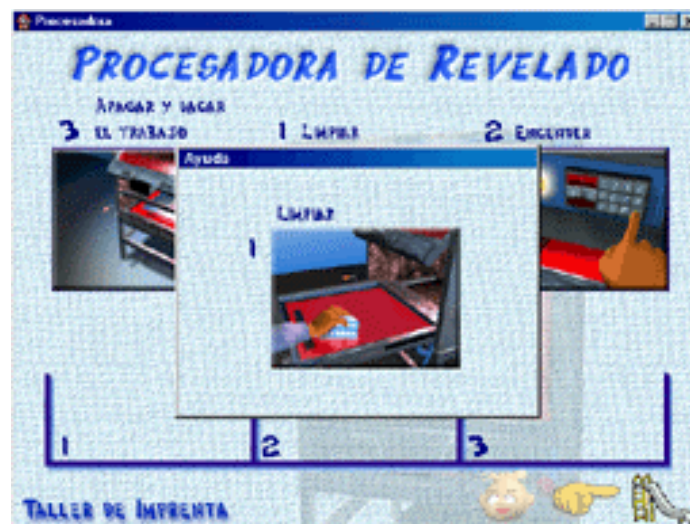 Procesadora
PROCESADORA DE REVELADO
APAGAR Y SACAR
3 EL TRABAJO
1 LIMPIAR
2 ENCENDER
Ayuda
LIMPIAR
1
1
2
3
TALLER DE IMPRENTA